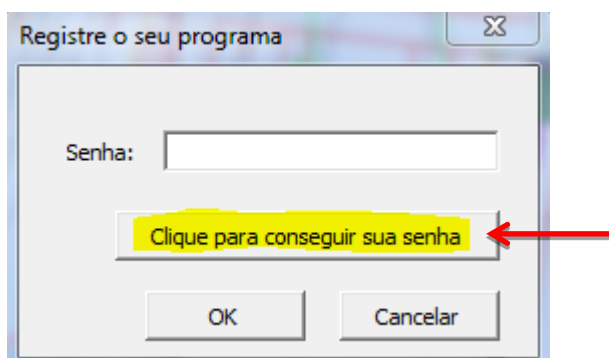 Registre o seu programa
Senha:
Clique para conseguir sua senha
OK Cancelar